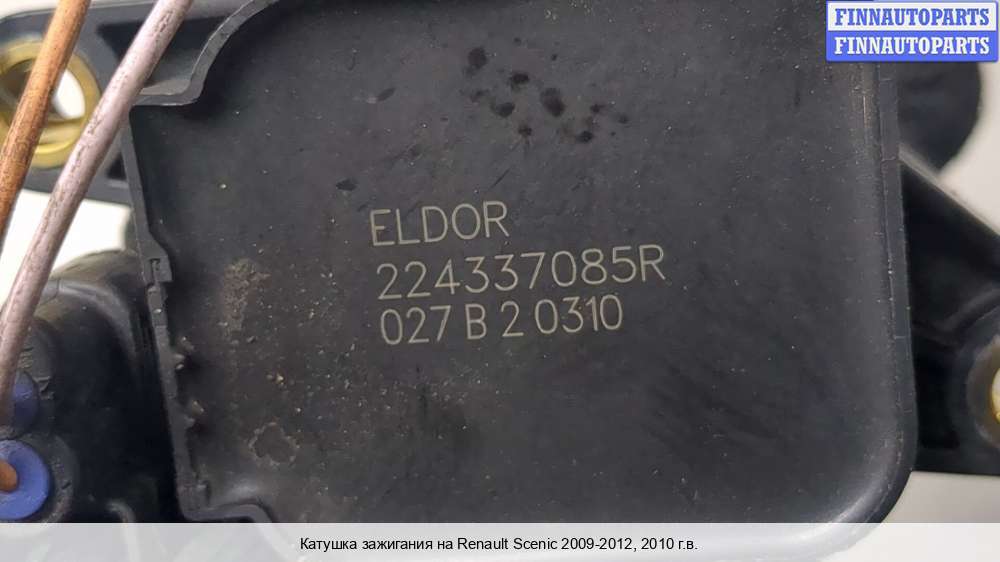 FINNAUTOPARTS
FINNAUTOPARTS
ELDOR
224337085R
027 B 2 0310
Катушка зажигания на Renault Scenic 2009-2012, 2010 г.в.